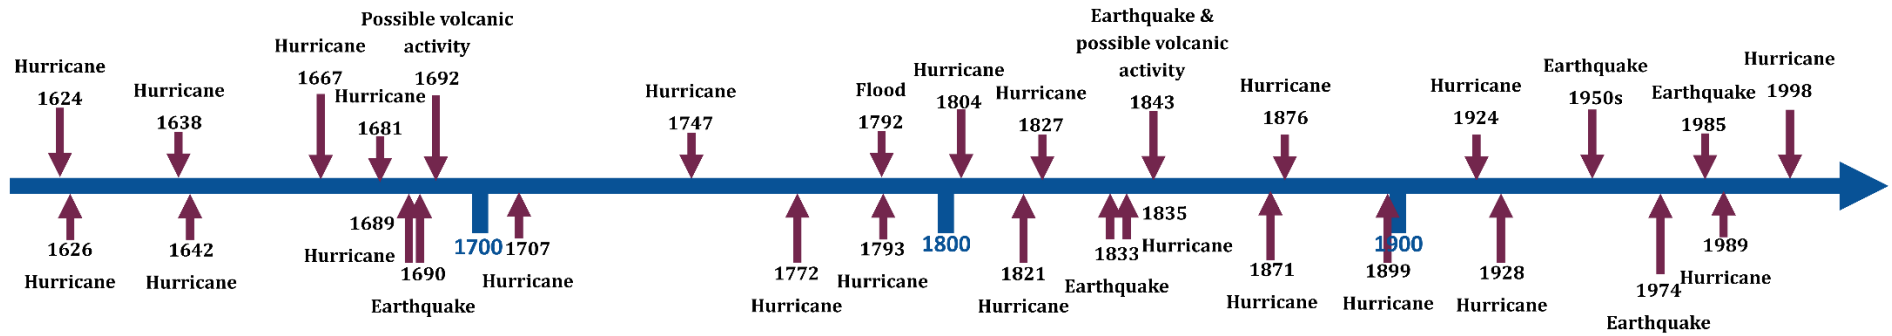 Hurricane
1624
Hurricane
1638
Hurricane
1667
Hurricane
1681
Possible volcanic
activity
1692
Hurricane
1747
Flood
1792
Hurricane
1804
Hurricane
1827
Earthquake &
possible volcanic
activity
1843
Hurricane
1876
Hurricane
1924
Earthquake
1950s
Earthquake
1985
Hurricane
1998
1626
Hurricane
1642
Hurricane
1689
Hurricane
1690
Earthquake
1700
1707
Hurricane
1772
Hurricane
1793
Hurricane
1800
1821
Hurricane
1833
Earthquake
1835
Hurricane
1871
Hurricane
1900
1899
Hurricane
1928
Hurricane
1974
Earthquake
1989
Hurricane